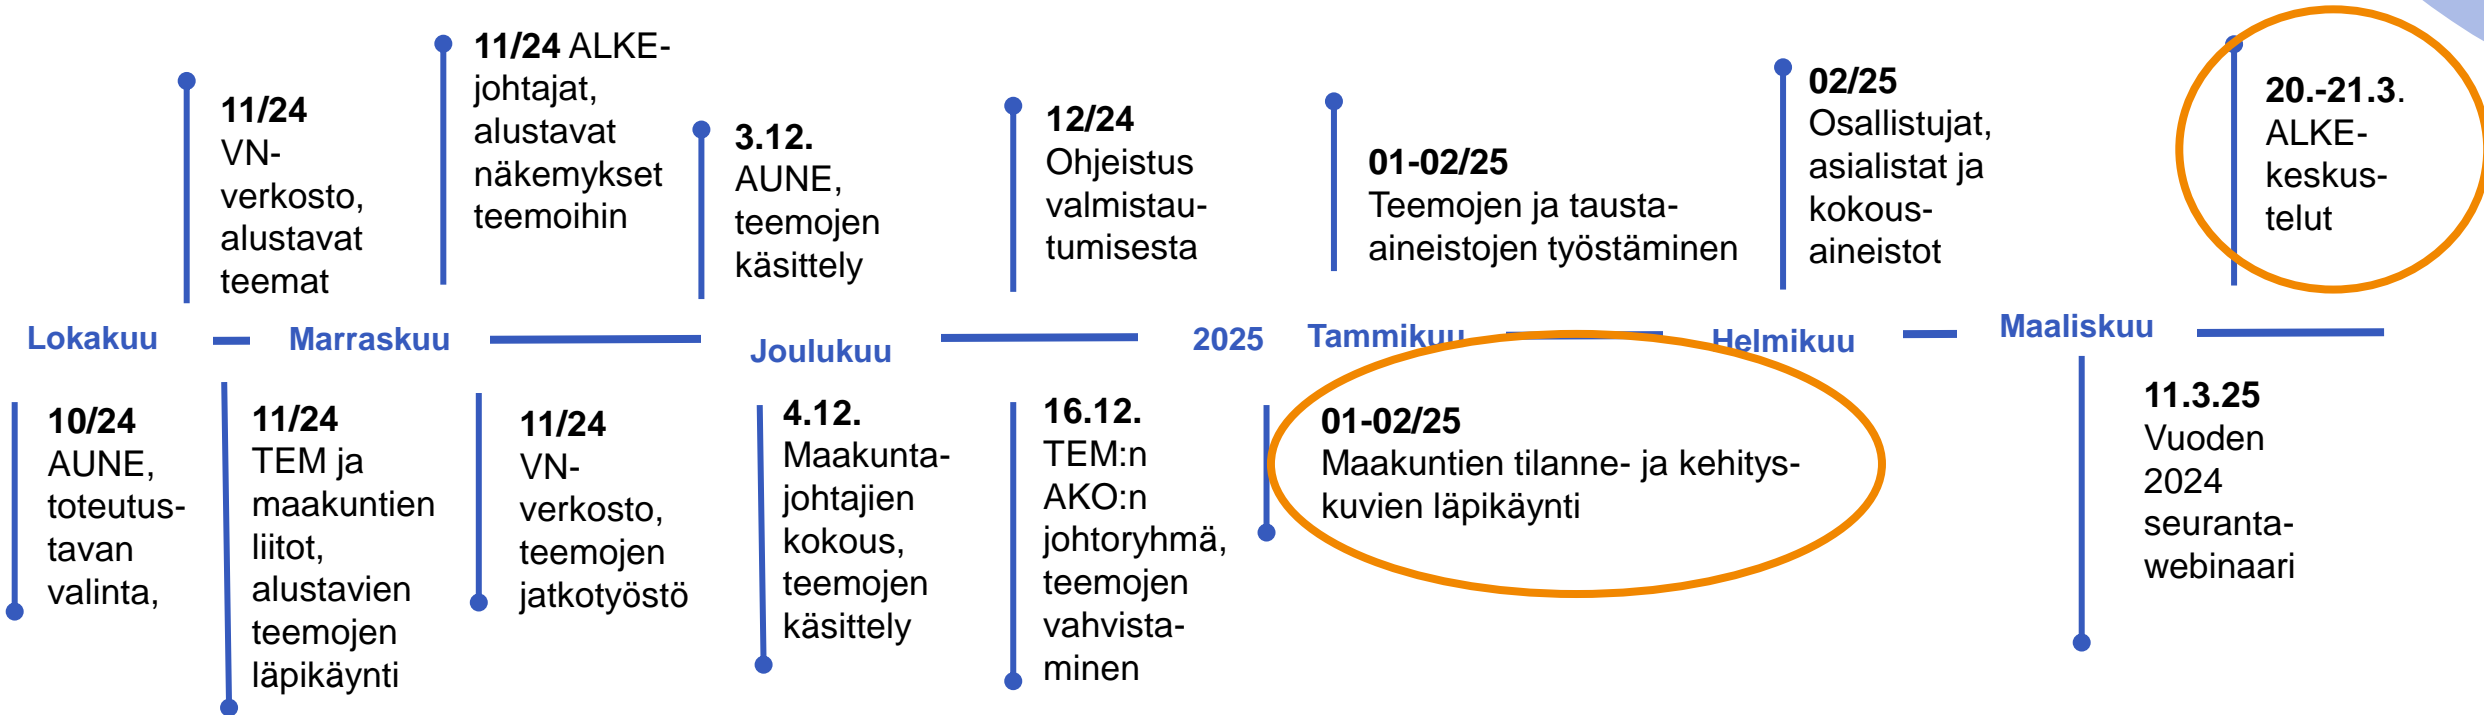 11/24
VN-
verkosto,
alustavat
teemat
11/24 ALKE-
johtajat,
alustavat
näkemykset
teemoihin
3.12.
AUNE,
teemojen
käsittely
12/24
Ohjeistus
valmistau-
tumisesta
01-02/25
Teemojen ja tausta-
aineistojen työstäminen
02/25
Osallistujat,
asialistat ja
kokous-
aineistot
20.-21.3.
ALKE-
keskus-
telut
Lokakuu
Marraskuu
Joulukuu
2025
Tammikuu
Helmikuu
Maaliskuu
10/24
AUNE,
toteutus-
tavan
valinta,
11/24
TEM ja
maakuntien
liitot,
alustavien
teemojen
läpikäynti
11/24
VN-
verkosto,
teemojen
jatkotyöstö
4.12.
Maakunta-
johtajien
kokous,
teemojen
käsittely
16.12.
TEM:n
AKO:n
johtoryhmä,
teemojen
vahvista-
minen
01-02/25
Maakuntien tilanne- ja kehitys-
kuvien läpikäynti
11.3.25
Vuoden
2024
seuranta-
webinaari